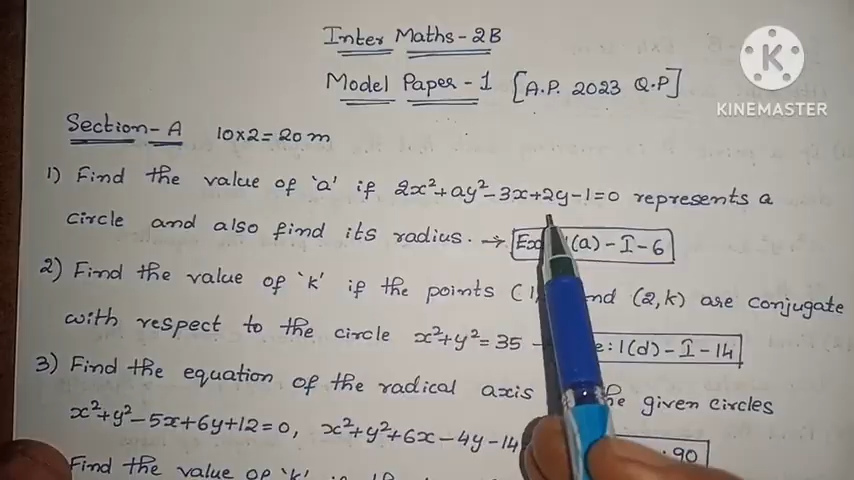 Inter Maths-2B
Model Paper-1 [A.P. 2023 Q.P]
KINEMASTER
Section-A 10x2=20m
1) Find the value of 'a' if 2x²+ay²-3x+2y-1=0 represents a
circle and also find its radius. → (a)-I-6
2) Find the value of 'k' if the points (1, and (2,k) are conjugate
with respect to the circle x²+y²=35 :1(d)-I-14
3) Find the equation of the radical axis the given circles
x²+y²-5x+6y+12=0, x²+y²+6x-4y-14 :90
Find the value of 'k'